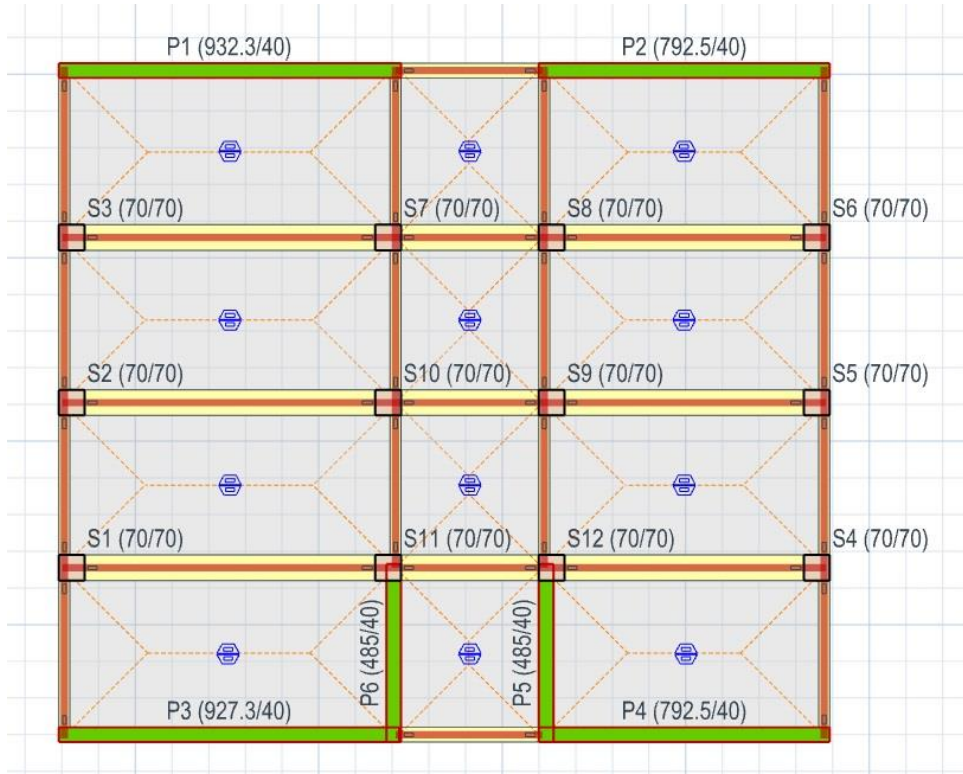 P1 (932.3/40)
P2 (792.5/40)
S3 (70/70)
S7 (70/70)
S8 (70/70)
S6 (70/70)
S2 (70/70)
S10 (70/70)
S9 (70/70)
S5 (70/70)
S1 (70/70)
S11 (70/70)
S12 (70/70)
S4 (70/70)
P6 (485/40)
P5 (485/40)
P3 (927.3/40)
P4 (792.5/40)